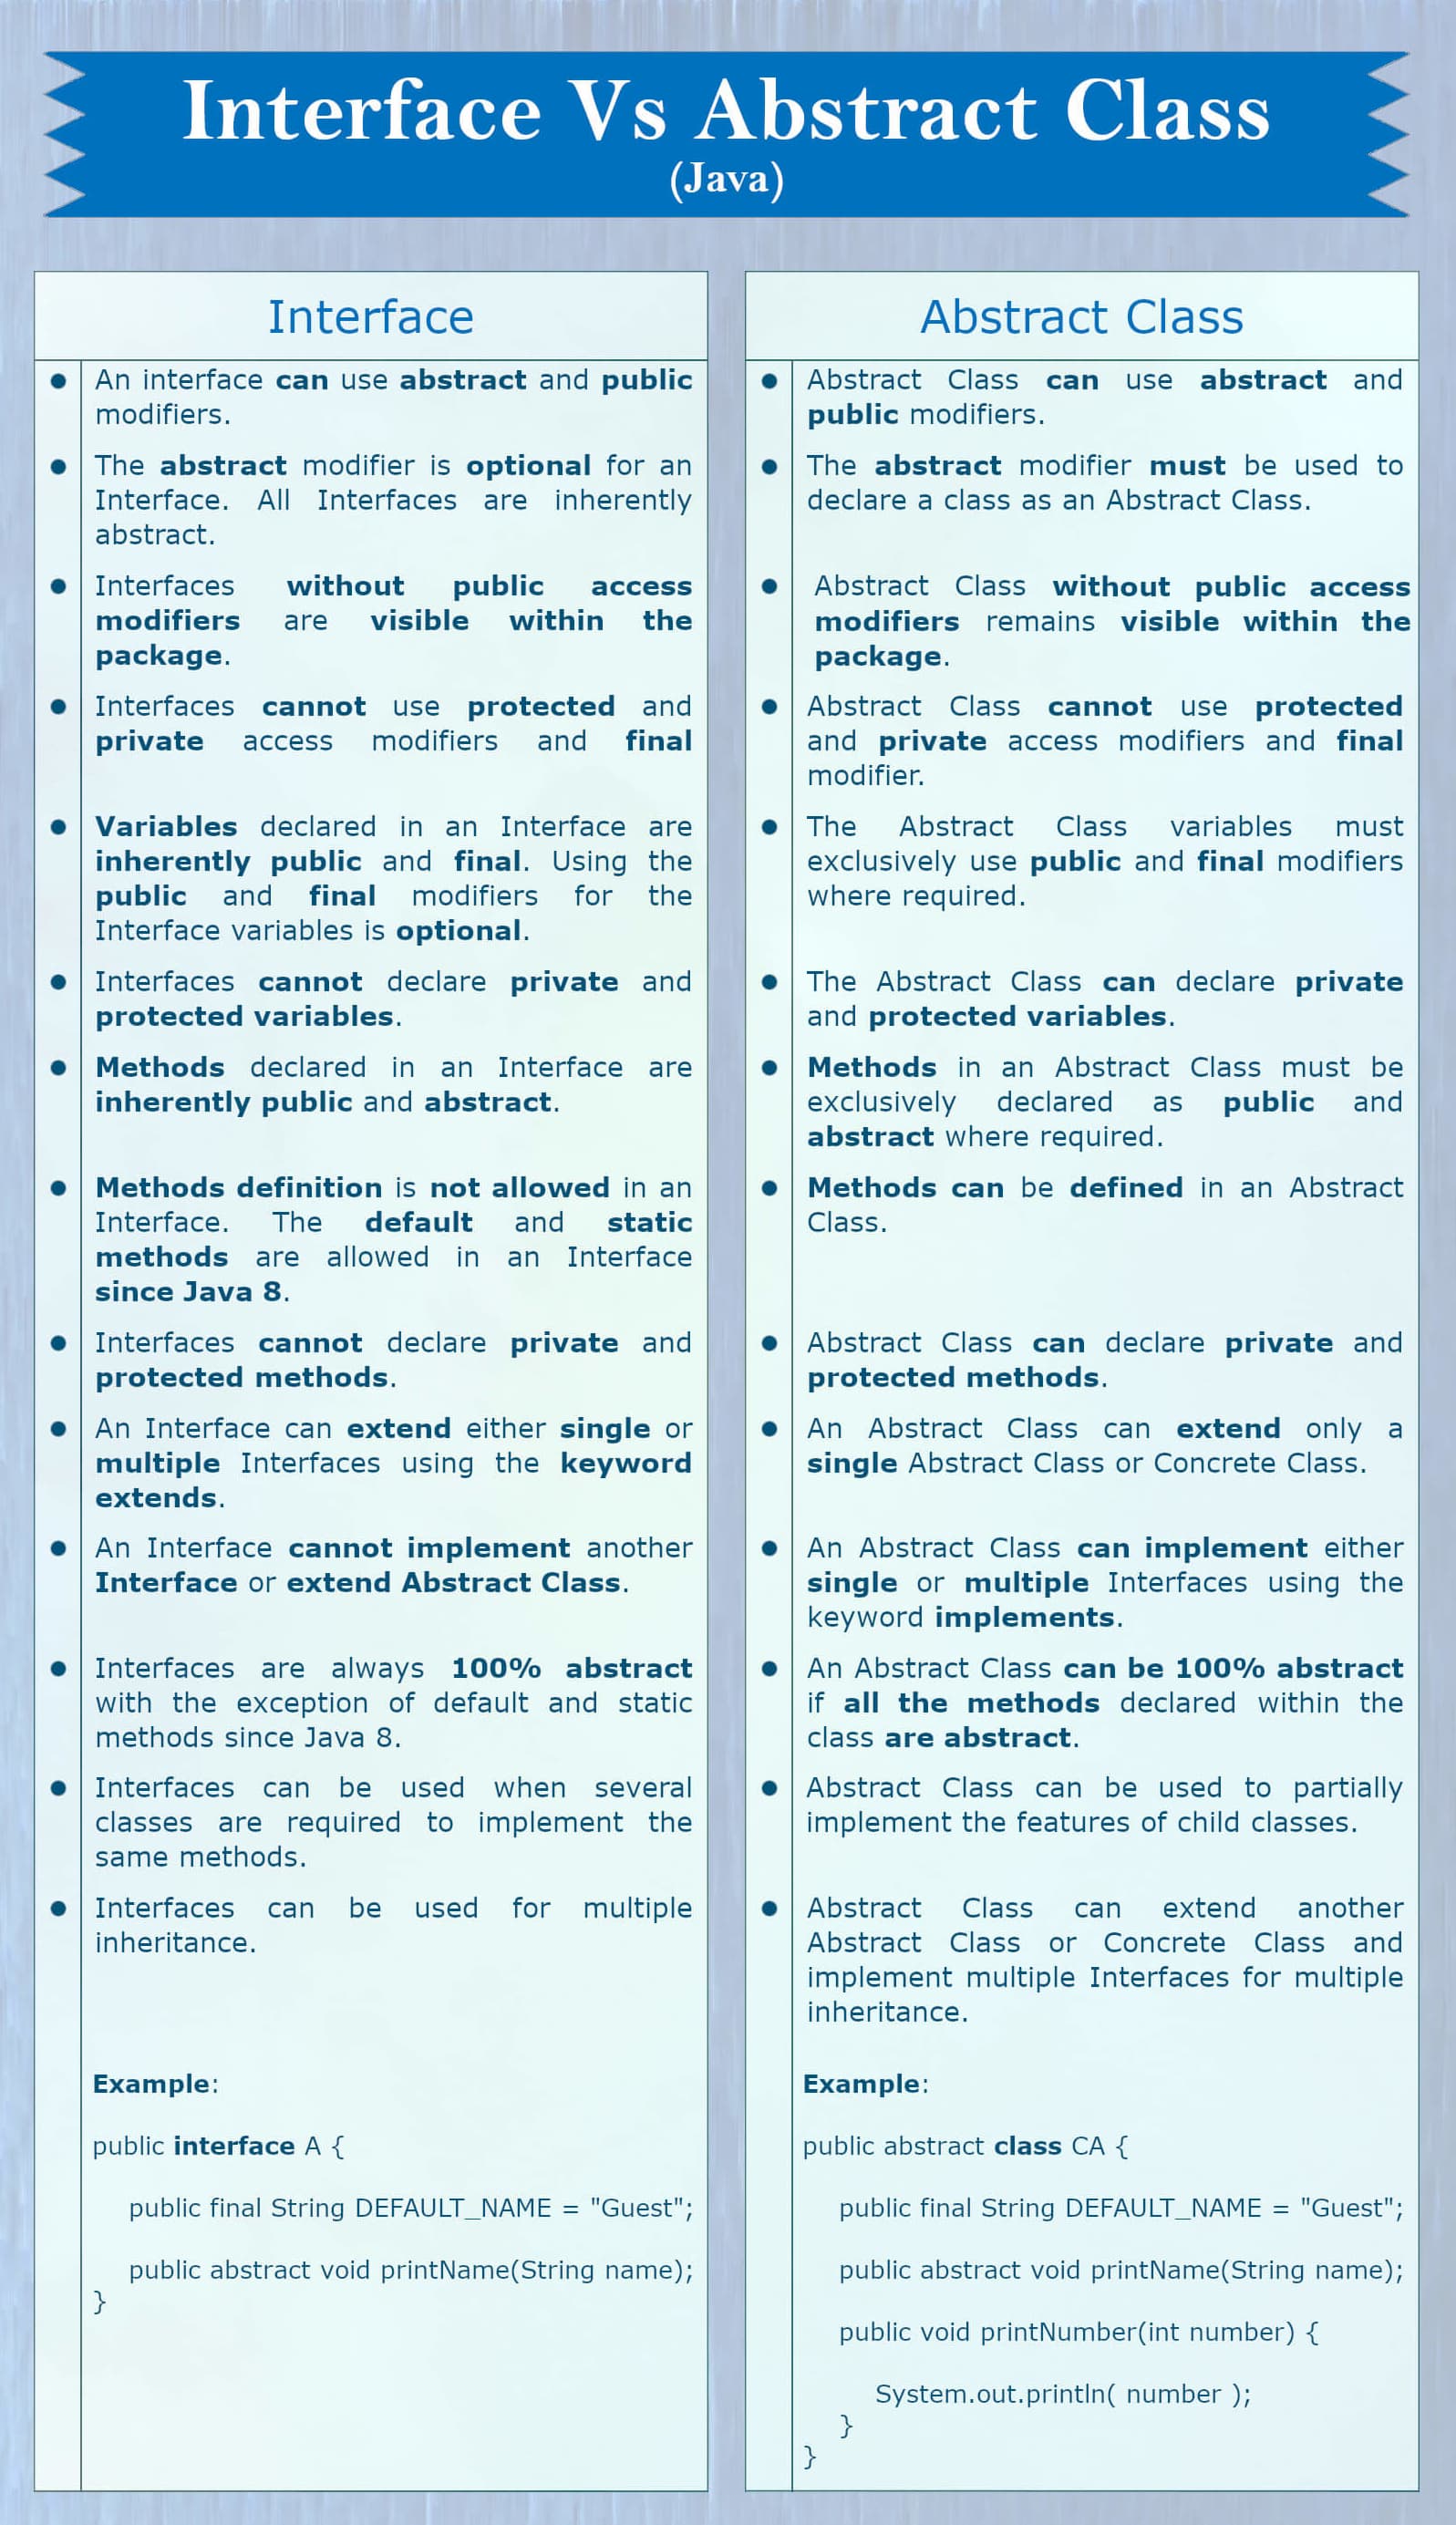 Interface Vs Abstract Class
(Java)
Interface
An interface can use abstract and public
modifiers.
The abstract modifier is optional for an
Interface. All Interfaces are inherently
abstract.
Interfaces without public access
modifiers are visible within the
package.
Interfaces cannot use protected and
private access modifiers and final
Variables declared in an Interface are
inherently public and final. Using the
public and final modifiers for the
Interface variables is optional.
Interfaces cannot declare private and
protected variables.
Methods declared in an Interface are
inherently public and abstract.
Methods definition is not allowed in an
Interface. The default and static
methods are allowed in an Interface
since Java 8.
Interfaces cannot declare private and
protected methods.
An Interface can extend either single or
multiple Interfaces using the keyword
extends.
An Interface cannot implement another
Interface or extend Abstract Class.
Interfaces are always 100% abstract
with the exception of default and static
methods since Java 8.
Interfaces can be used when several
classes are required to implement the
same methods.
Interfaces can be used for multiple
inheritance.
Example:
public interface A {
public final String DEFAULT_NAME = "Guest";
public abstract void printName(String name);
}
Abstract Class
Abstract Class can use abstract and
public modifiers.
The abstract modifier must be used to
declare a class as an Abstract Class.
Abstract Class without public access
modifiers remains visible within the
package.
Abstract Class cannot use protected
and private access modifiers and final
modifier.
The Abstract Class variables must
exclusively use public and final modifiers
where required.
The Abstract Class can declare private
and protected variables.
Methods in an Abstract Class must be
exclusively declared as public and
abstract where required.
Methods can be defined in an Abstract
Class.
Abstract Class can declare private and
protected methods.
An Abstract Class can extend only a
single Abstract Class or Concrete Class.
An Abstract Class can implement either
single or multiple Interfaces using the
keyword implements.
An Abstract Class can be 100% abstract
if all the methods declared within the
class are abstract.
Abstract Class can be used to partially
implement the features of child classes.
Abstract Class can extend another
Abstract Class or Concrete Class and
implement multiple Interfaces for multiple
inheritance.
Example:
public abstract class CA {
public final String DEFAULT_NAME = "Guest";
public abstract void printName(String name);
public void printNumber(int number) {
System.out.println( number );
}
}